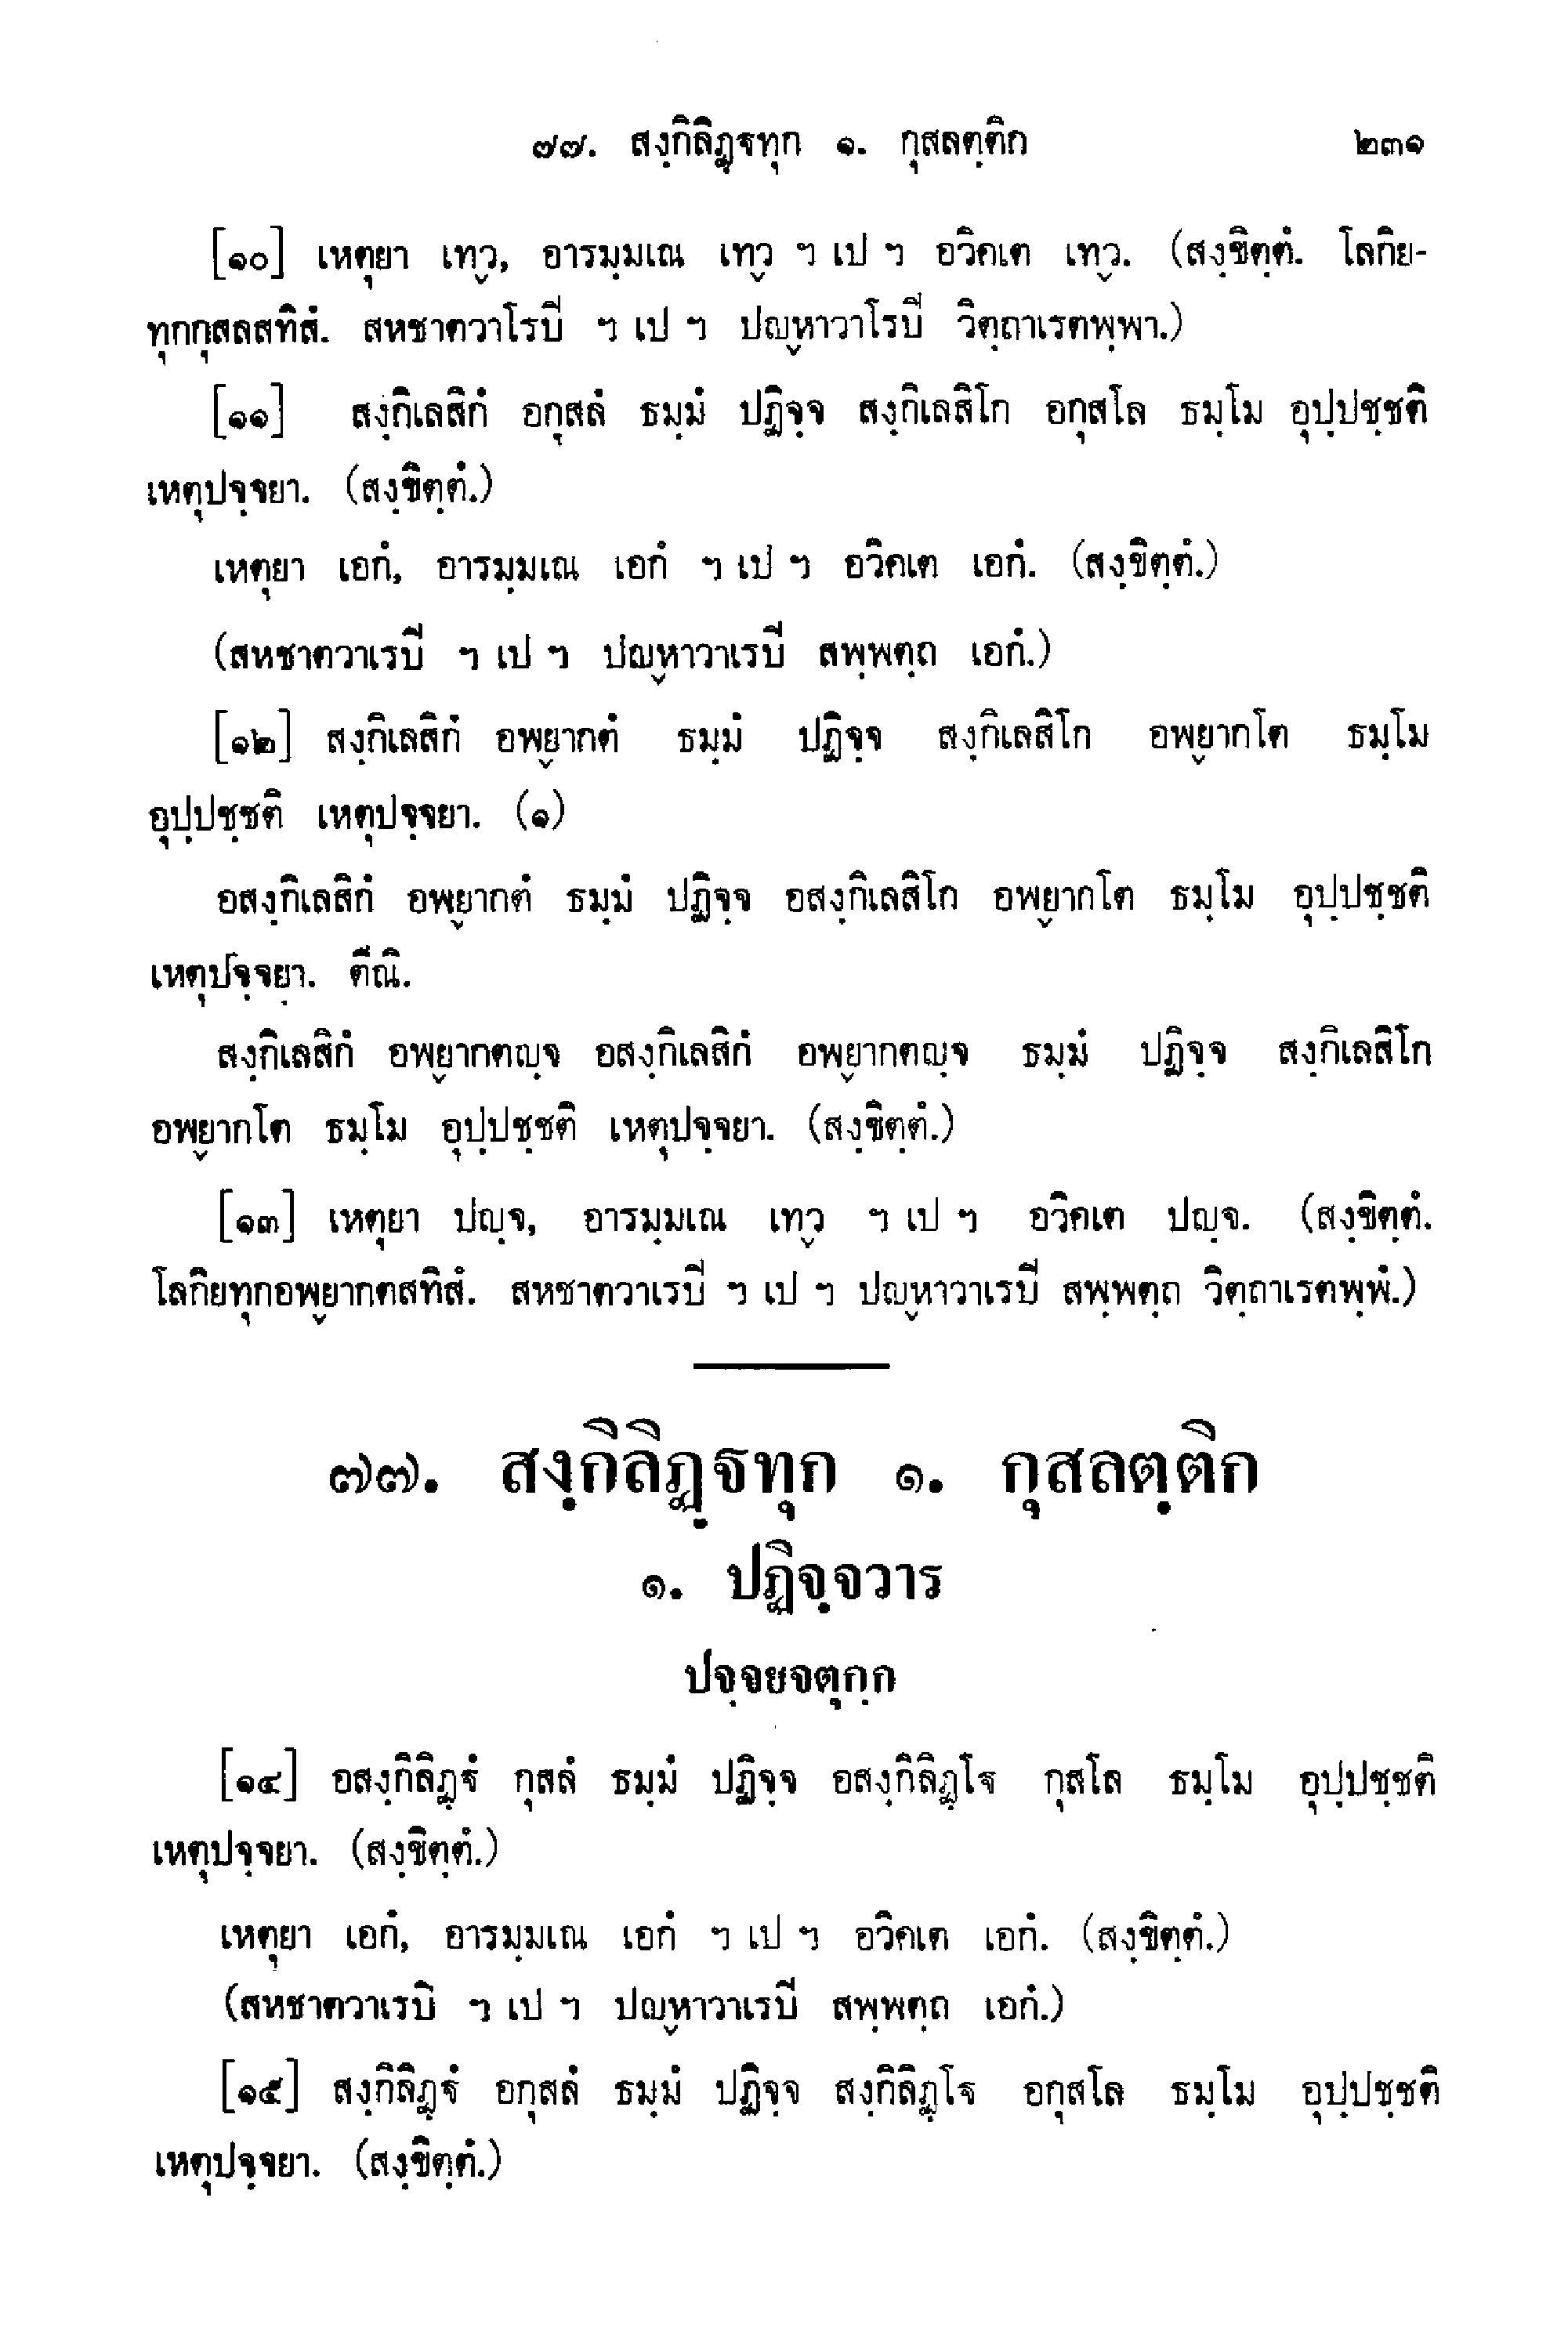 ๗๗. สงฺกิลิฏฺฐทุก ๑. กุสลตฺติก ๒๓๑
[๑๐] เหตุยา เทฺว, อารมฺมเณ เทฺว ฯ เป ฯ อวิคเต เทฺว. (สงฺขิตฺตํ. โลกิย-
ทุกกุสลสทิสํ. สหชาตวาโรปี ฯ เป ฯ ปญฺหาวาโรปี วิตฺถาเรตพฺพา.)
[๑๑] สงฺกิเลสิกํ อกุสลํ ธมฺมํ ปฏิจฺจ สงฺกิเลสิโก อกุสโล ธมฺโม อุปฺปชฺชติ
เหตุปจฺจยา. (สงฺขิตฺตํ.)
เหตุยา เอกํ, อารมฺมเณ เอกํ ฯ เป ฯ อวิคเต เอกํ. (สงฺขิตฺตํ.)
(สหชาตวาเรปี ฯ เป ฯ ปญฺหาวาเรปี สพฺพตฺถ เอกํ.)
[๑๒] สงฺกิเลสิกํ อพฺยากตํ ธมฺมํ ปฏิจฺจ สงฺกิเลสิโก อพฺยากโต ธมฺโม
อุปฺปชฺชติ เหตุปจฺจยา. (๑)
อสงฺกิเลสิกํ อพฺยากตํ ธมฺมํ ปฏิจฺจ อสงฺกิเลสิโก อพฺยากโต ธมฺโม อุปฺปชฺชติ
เหตุปจฺจยา. ตีณิ.
สงฺกิเลสิกํ อพฺยากตญฺจ อสงฺกิเลสิกํ อพฺยากตญฺจ ธมฺมํ ปฏิจฺจ สงฺกิเลสิโก
อพฺยากโต ธมฺโม อุปฺปชฺชติ เหตุปจฺจยา. (สงฺขิตฺตํ.)
[๑๓] เหตุยา ปญฺจ, อารมฺมเณ เทฺว ฯ เป ฯ อวิคเต ปญฺจ. (สงฺขิตฺตํ.
โลกิยทุกอพฺยากตสทิสํ. สหชาตวาเรปี ฯ เป ฯ ปญฺหาวาเรปี สพฺพตฺถ วิตฺถาเรตพฺพํ.)
๗๗. สงฺกิลิฏฺฐทุก ๑. กุสลตฺติก
๑. ปฏิจฺจวาร
ปจฺจยจตุกฺก
[๑๔] อสงฺกิลิฏฺฐํ กุสลํ ธมฺมํ ปฏิจฺจ อสงฺกิลิฏฺโฐ กุสโล ธมฺโม อุปฺปชฺชติ
เหตุปจฺจยา. (สงฺขิตฺตํ.)
เหตุยา เอกํ, อารมฺมเณ เอกํ ฯ เป ฯ อวิคเต เอกํ. (สงฺขิตฺตํ.)
(สหชาตวาเรปิ ฯ เป ฯ ปญฺหาวาเรปี สพฺพตฺถ เอกํ.)
[๑๕] สงฺกิลิฏฺฐํ อกุสลํ ธมฺมํ ปฏิจฺจ สงฺกิลิฏฺโฐ อกุสโล ธมฺโม อุปฺปชฺชติ
เหตุปจฺจยา. (สงฺขิตฺตํ.)